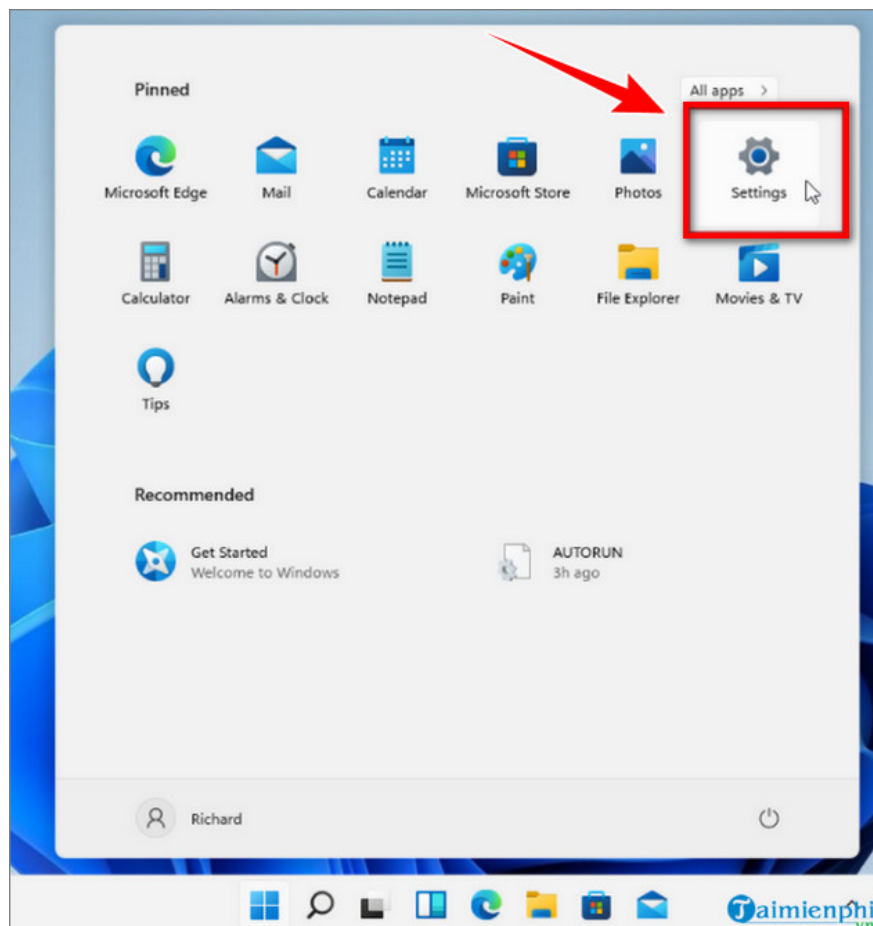 Pinned
All apps >
Microsoft Edge
Mail
Calendar
Microsoft Store
Photos
Settings
Calculator
Alarms & Clock
Notepad
Paint
File Explorer
Movies & TV
Tips
Recommended
Get Started
Welcome to Windows
AUTORUN
3h ago
Richard
Taimienphi
vn